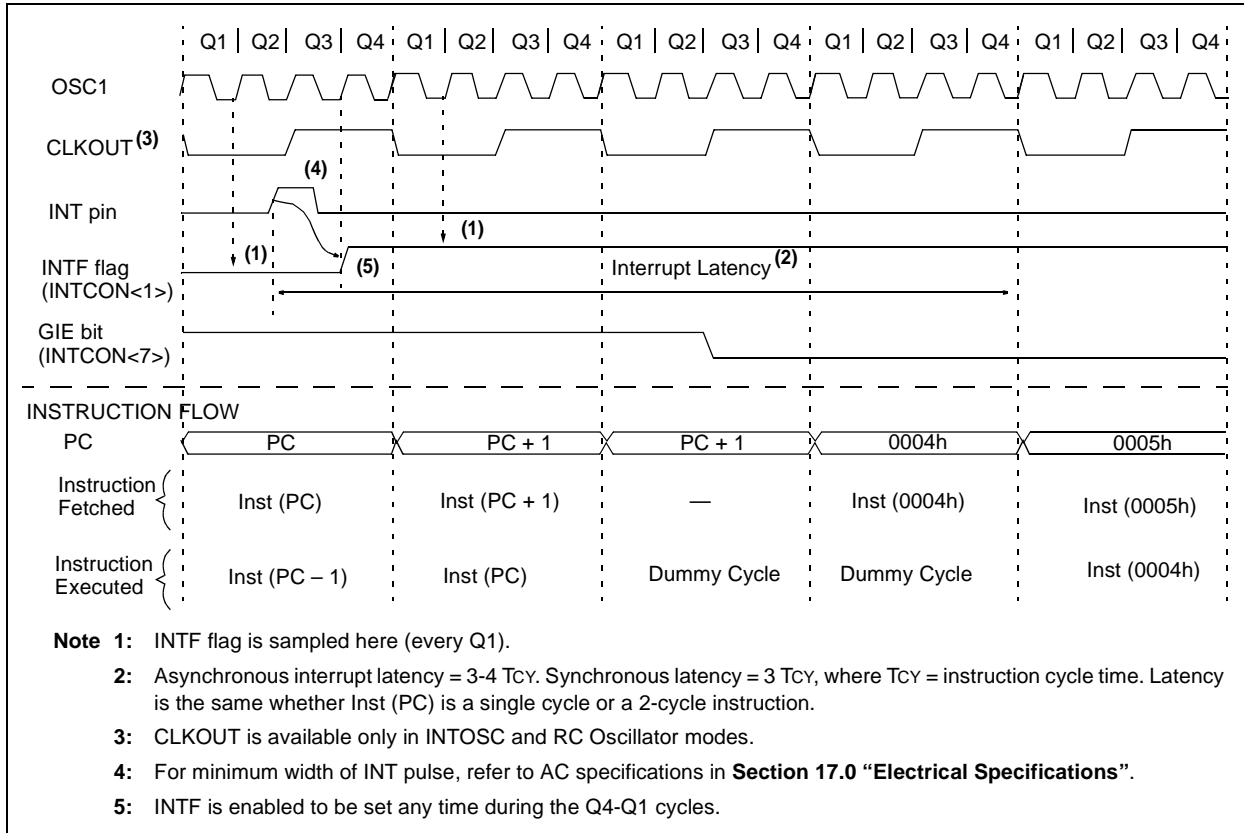 Q1 Q2 Q3 Q4 Q1 Q2 Q3 Q4 Q1 Q2 Q3 Q4 Q1 Q2 Q3 Q4 Q1 Q2 Q3 Q4
OSC1
CLKOUT(3)
(4)
INT pin
(1)
(1)
INTF flag
(INTCON<1>)
(5)
Interrupt Latency(2)
GIE bit
(INTCON<7>)
INSTRUCTION FLOW
PC PC PC + 1 PC + 1 0004h 0005h
Instruction
Fetched
Inst (PC) Inst (PC + 1) — Inst (0004h) Inst (0005h)
Instruction
Executed
Inst (PC – 1) Inst (PC) Dummy Cycle Dummy Cycle Inst (0004h)
Note 1: INTF flag is sampled here (every Q1).
2: Asynchronous interrupt latency = 3-4 TCY. Synchronous latency = 3 TCY, where TCY = instruction cycle time. Latency
is the same whether Inst (PC) is a single cycle or a 2-cycle instruction.
3: CLKOUT is available only in INTOSC and RC Oscillator modes.
4: For minimum width of INT pulse, refer to AC specifications in Section 17.0 “Electrical Specifications”.
5: INTF is enabled to be set any time during the Q4-Q1 cycles.